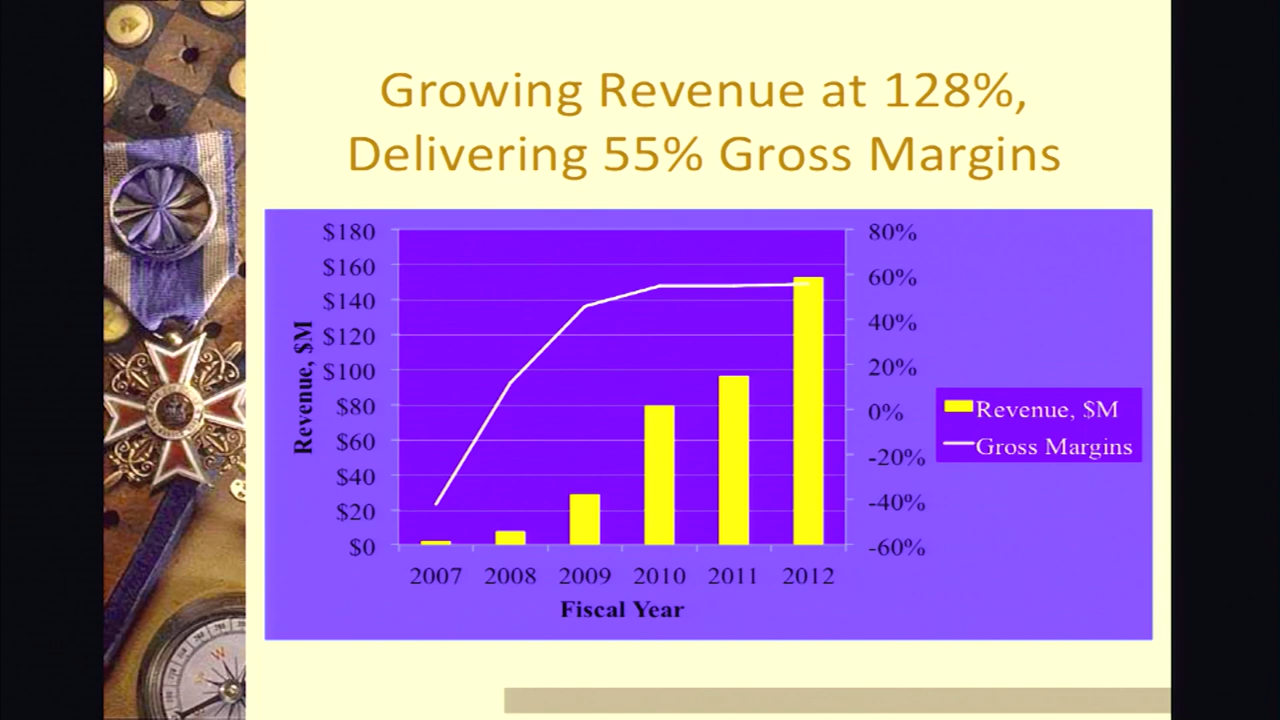 Growing Revenue at 128%,
Delivering 55% Gross Margins
Revenue, $M
$180
$160
$140
$120
$100
$80
$60
$40
$20
$0
80%
60%
40%
20%
0%
-20%
-40%
-60%
2007 2008 2009 2010 2011 2012
Fiscal Year
Revenue, $M
Gross Margins